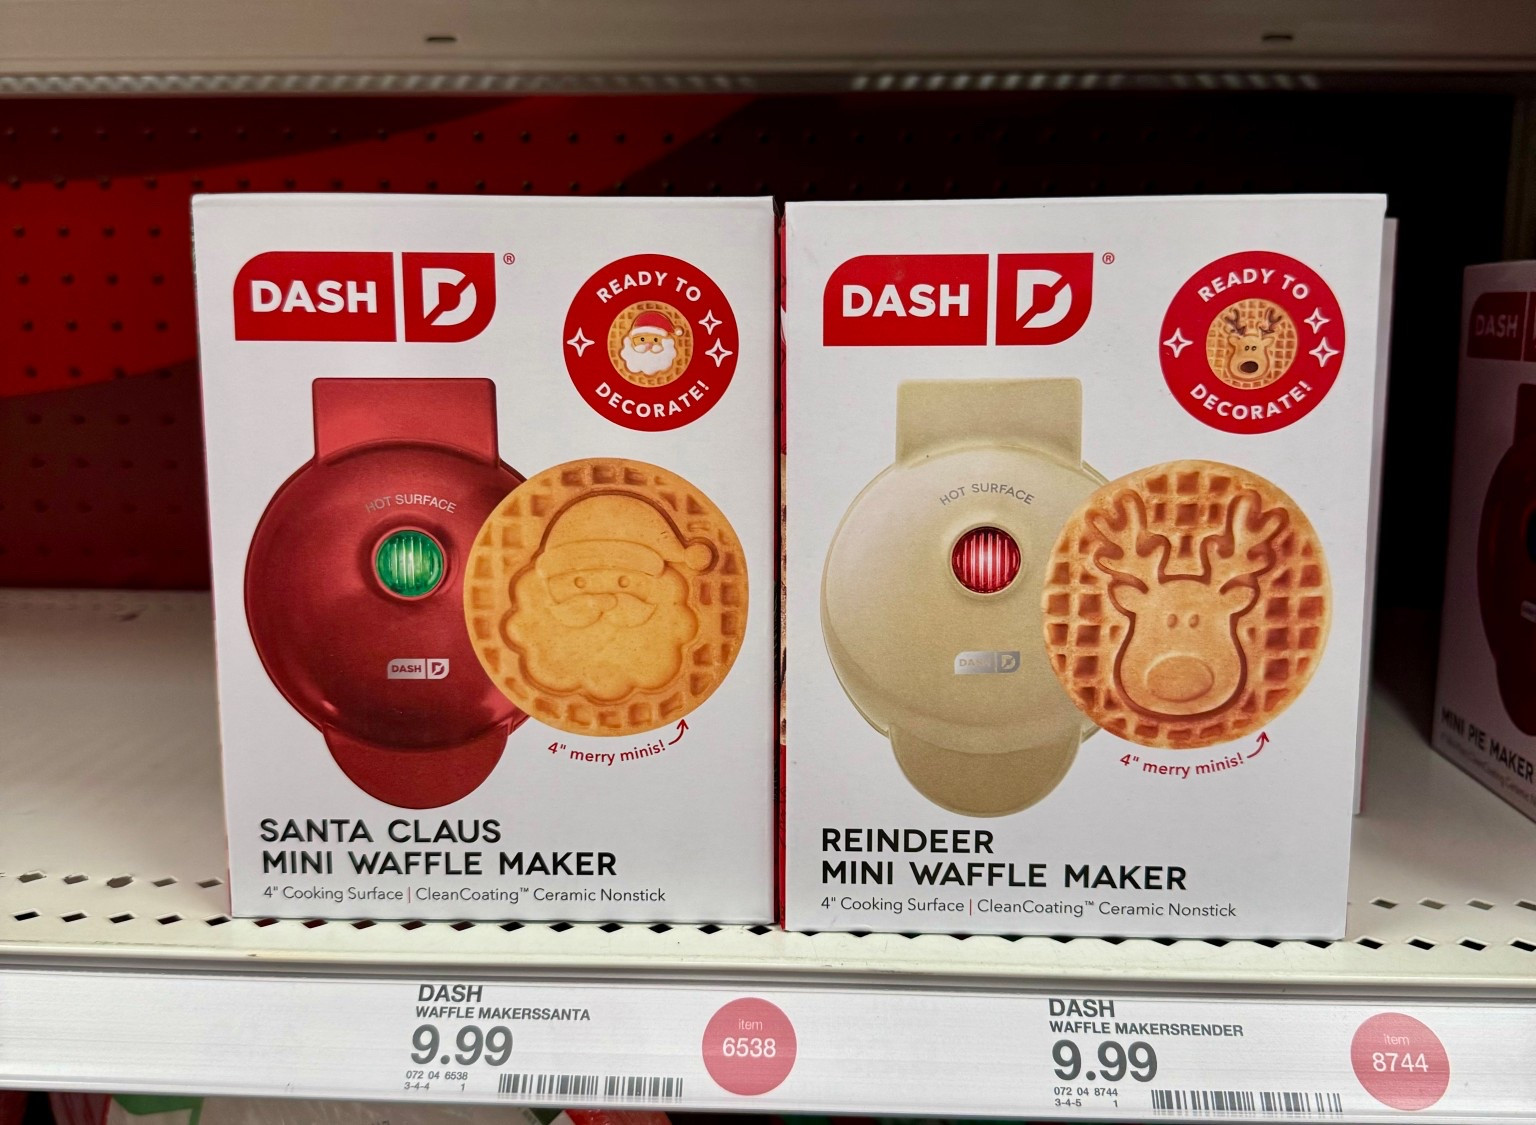 DASH D®
READY TO
DECORATE!
HOT SURFACE
DASH D
4" merry minis!
SANTA CLAUS
MINI WAFFLE MAKER
4" Cooking Surface | CleanCoating™ Ceramic Nonstick
DASH D®
READY TO
DECORATE!
HOT SURFACE
DASH D
4" merry minis!
REINDEER
MINI WAFFLE MAKER
4" Cooking Surface | CleanCoating™ Ceramic Nonstick
DASH
MINI PIE MAKER
DASH
WAFFLE MAKERSSANTA
9.99
072 04 6538
3-4-4 1
item
6538
DASH
WAFFLE MAKERSRENDER
9.99
072 04 8744
3-4-5 1
item
8744